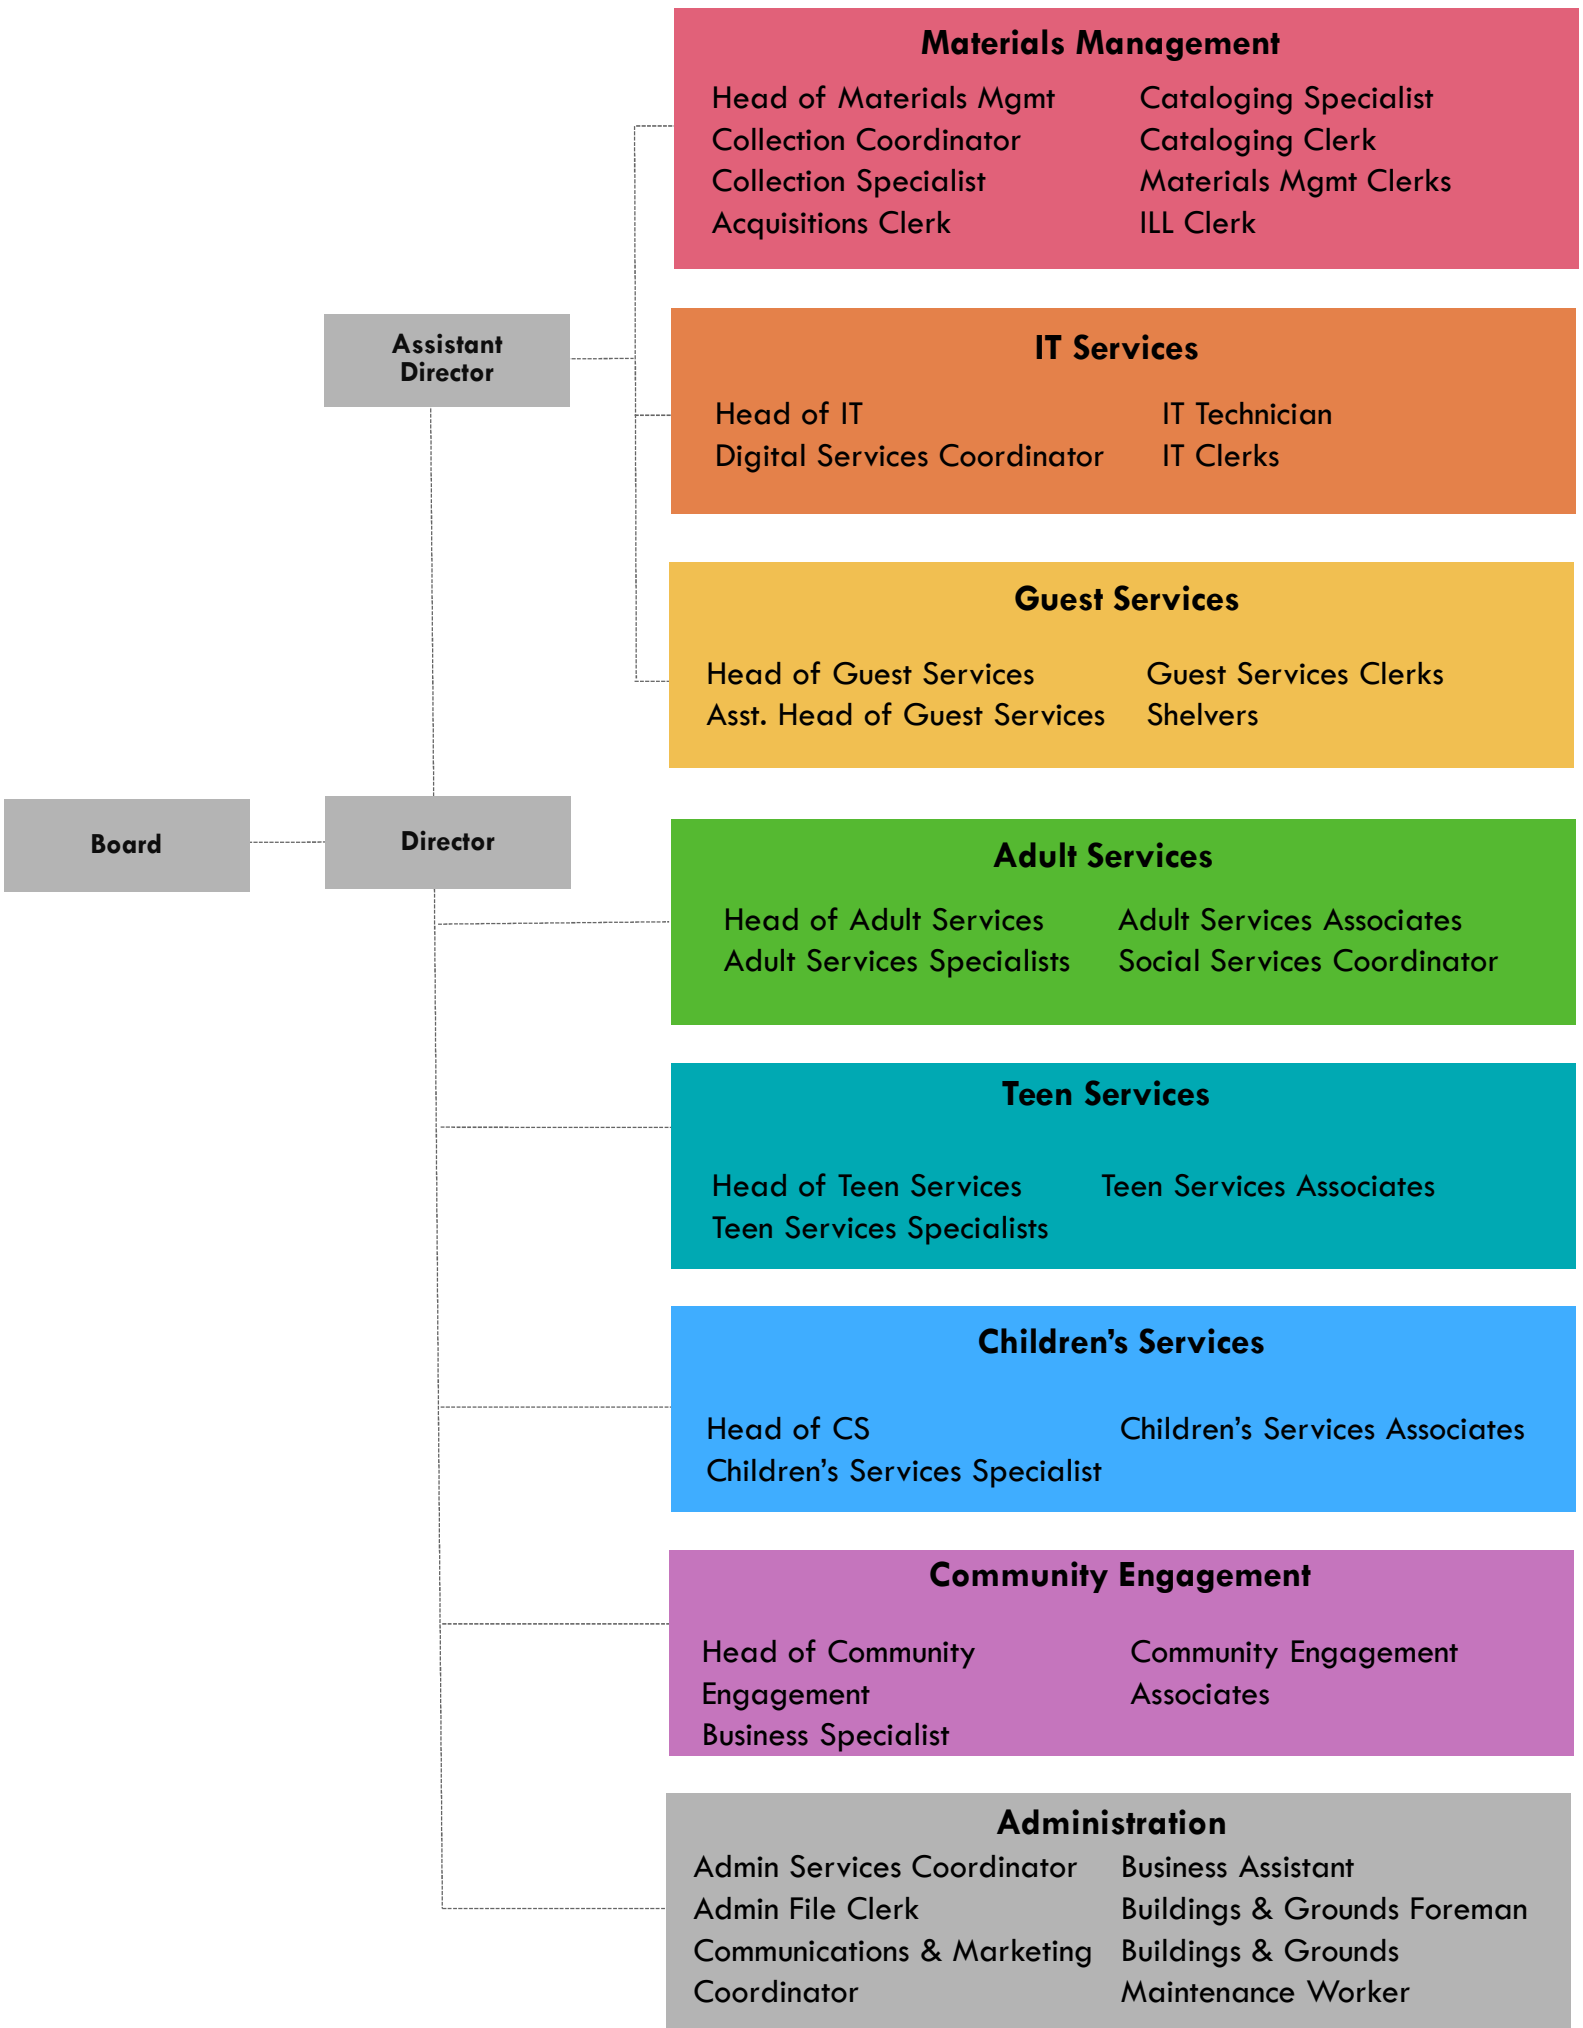 Materials Management
Head of Materials Mgmt
Collection Coordinator
Collection Specialist
Acquisitions Clerk
Cataloging Specialist
Cataloging Clerk
Materials Mgmt Clerks
ILL Clerk
Assistant
Director
IT Services
Head of IT
Digital Services Coordinator
IT Technician
IT Clerks
Guest Services
Head of Guest Services
Asst. Head of Guest Services
Guest Services Clerks
Shelvers
Board
Director
Adult Services
Head of Adult Services
Adult Services Specialists
Adult Services Associates
Social Services Coordinator
Teen Services
Head of Teen Services
Teen Services Specialists
Teen Services Associates
Children’s Services
Head of CS
Children’s Services Specialist
Children’s Services Associates
Community Engagement
Head of Community
Engagement
Business Specialist
Community Engagement
Associates
Administration
Admin Services Coordinator
Admin File Clerk
Communications & Marketing
Coordinator
Business Assistant
Buildings & Grounds Foreman
Buildings & Grounds
Maintenance Worker